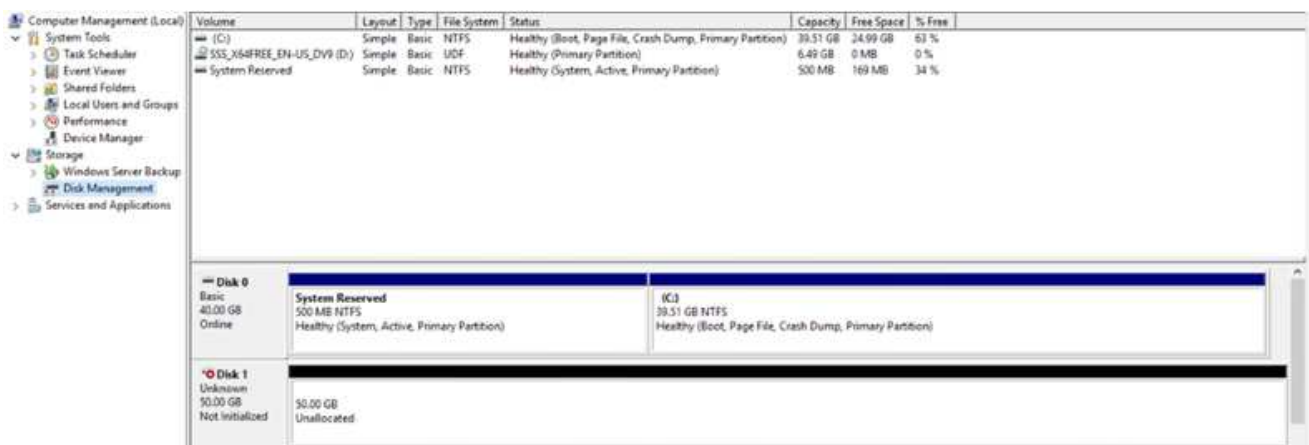 Computer Management (Local)
System Tools
Task Scheduler
Event Viewer
Shared Folders
Local Users and Groups
Performance
Device Manager
Storage
Windows Server Backup
Disk Management
Services and Applications
Volume Layout Type File System Status Capacity Free Space % Free
(C:) Simple Basic NTFS Healthy (Boot, Page File, Crash Dump, Primary Partition) 39.51 GB 24.99 GB 63 %
SSS_X64FREE_EN-US_DV9 (D:) Simple Basic UDF Healthy (Primary Partition) 6.49 GB 0 MB 0 %
System Reserved Simple Basic NTFS Healthy (System, Active, Primary Partition) 500 MB 169 MB 34 %
Disk 0
Basic
40.00 GB
Online
System Reserved
500 MB NTFS
Healthy (System, Active, Primary Partition)
(C:)
39.51 GB NTFS
Healthy (Boot, Page File, Crash Dump, Primary Partition)
Disk 1
Unknown
50.00 GB
Not Initialized
50.00 GB
Unallocated